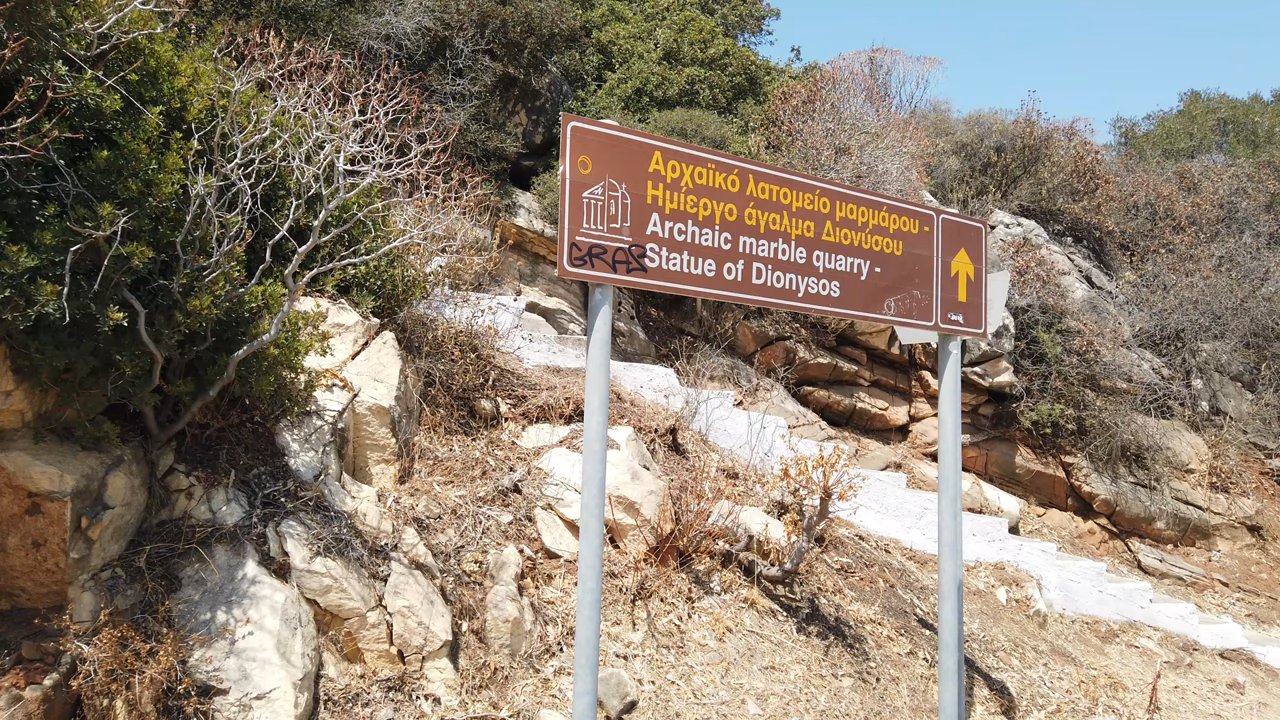 Αρχαϊκό λατομείο μαρμάρου -
Ημίεργο άγαλμα Διονύσου
Archaic marble quarry -
Statue of Dionysos
GRAS